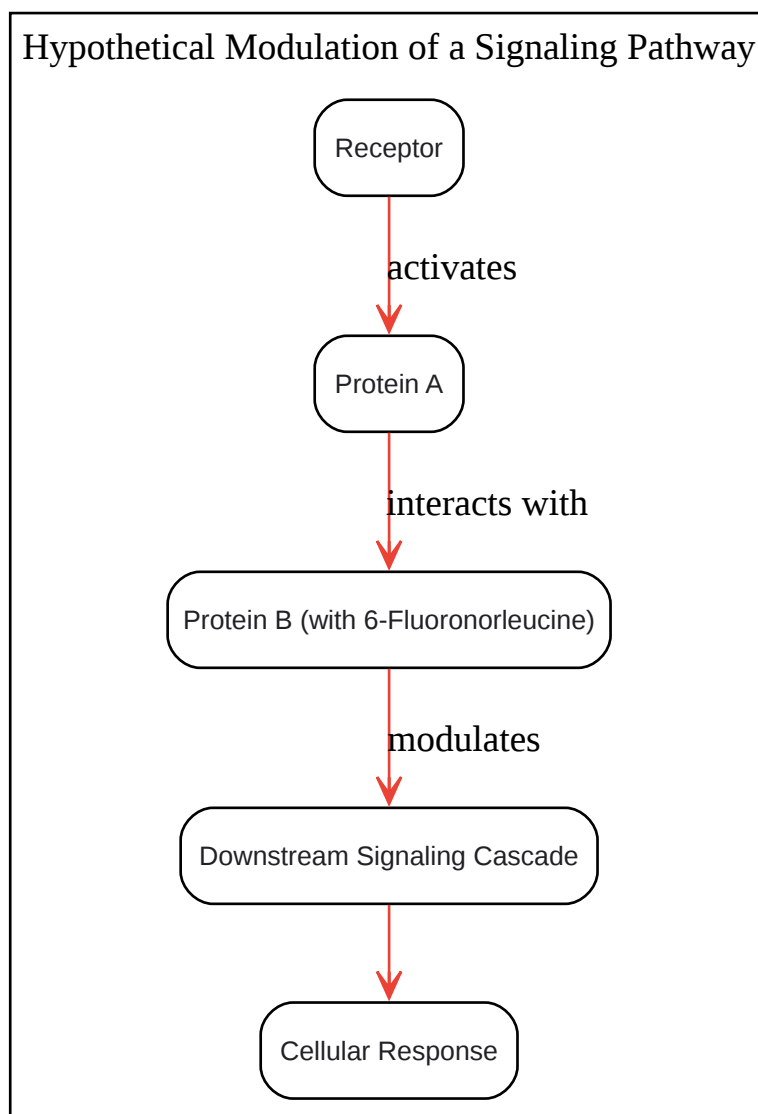 Hypothetical Modulation of a Signaling Pathway
Receptor
activates
Protein A
interacts with
Protein B (with 6-Fluoronorleucine)
modulates
Downstream Signaling Cascade
Cellular Response